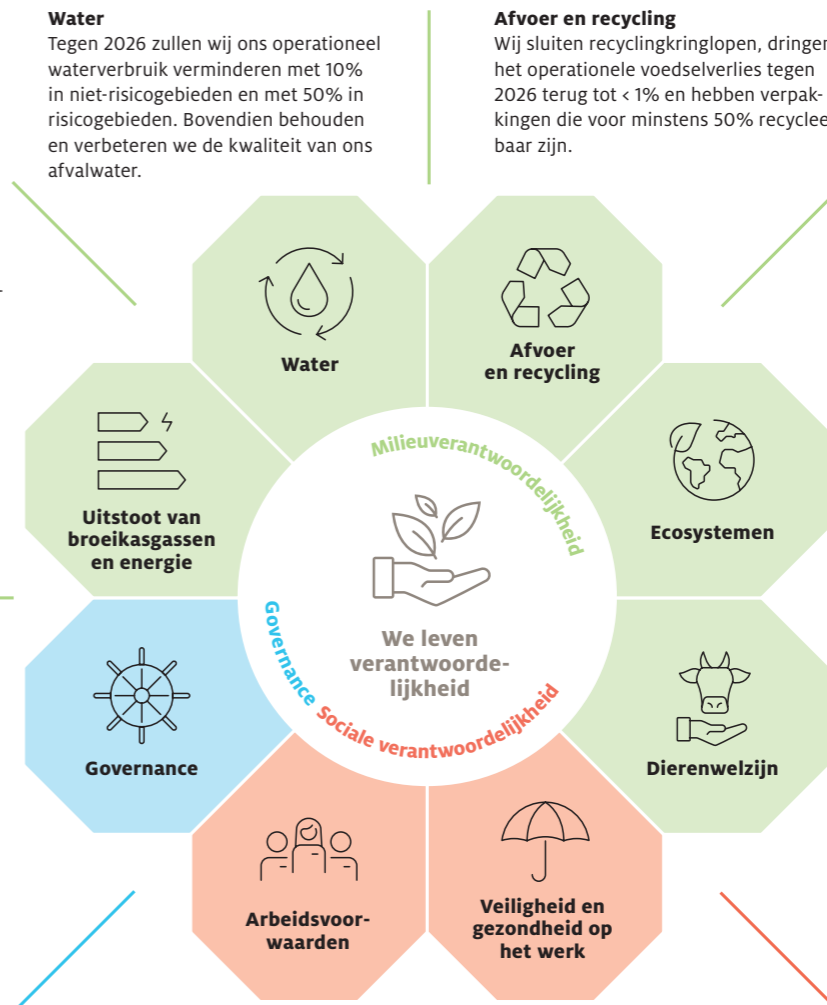 Water
Tegen 2026 zullen wij ons operationeel
waterverbruik verminderen met 10%
in niet-risicogebieden en met 50% in
risicogebieden. Bovendien behouden
en verbeteren we de kwaliteit van ons
afvalwater.
Afvoer en recycling
Wij sluiten recyclingkringlopen, dringen
het operationele voedselverlies tegen
2026 terug tot < 1% en hebben verpak-
kingen die voor minstens 50% recyclee
baar zijn.
Water
Afvoer
en recycling
Uitstoot van
broeikasgassen
en energie
Ecosystemen
Milieuverantwoordelijkheid
We leven
verantwoorde-
lijkheid
Governance
Sociale verantwoordelijkheid
Governance
Dierenwelzijn
Arbeidsvoor-
waarden
Veiligheid en
gezondheid op
het werk